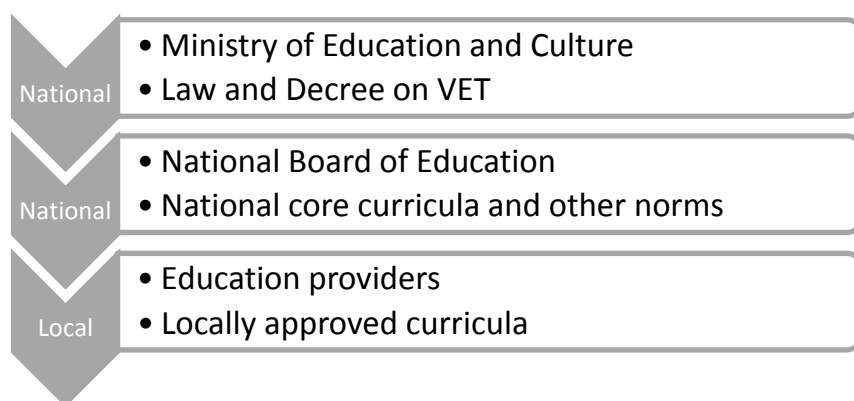 National
• Ministry of Education and Culture
• Law and Decree on VET
National
• National Board of Education
• National core curricula and other norms
Local
• Education providers
• Locally approved curricula